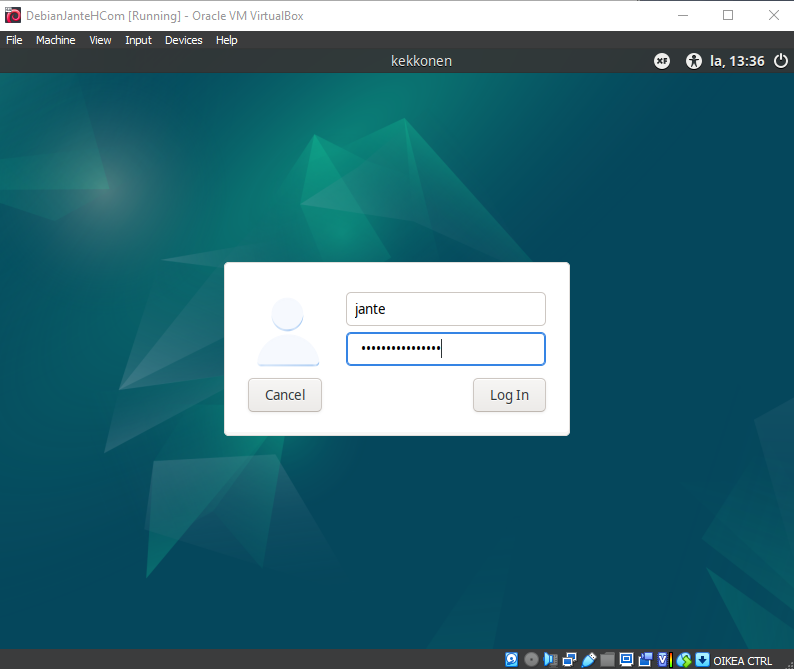 DebianJanteHCom [Running] - Oracle VM VirtualBox
File Machine View Input Devices Help
kekkonen la, 13:36
jante
••••••••••••••••
Cancel Log In
OIKEA CTRL